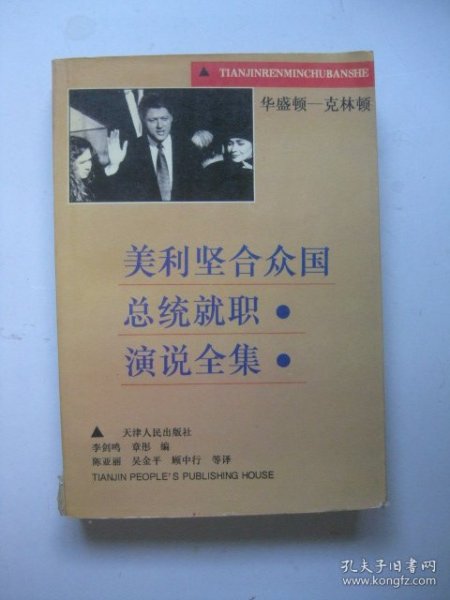 ▲ TIANJINRENMINCHUBANSHE
华盛顿—克林顿
美利坚合众国
总统就职·
演说全集·
▲ 天津人民出版社
李剑鸣 章彤 编
陈亚丽 吴金平 顾中行 等译
TIANJIN PEOPLE'S PUBLISHING HOUSE
孔夫子旧书网
www.kongfz.com